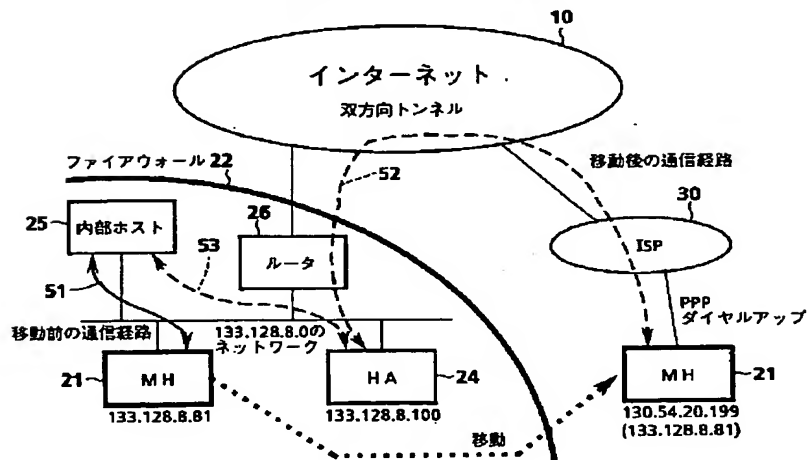 10
インターネット
双方向トンネル
ファイアウォール 22
52
移動後の通信経路
25
内部ホスト
26
ルータ
30
ISP
53
51
移動前の通信経路
133.128.8.0の
ネットワーク
PPP
ダイヤルアップ
21
MH
133.128.8.81
HA
24
133.128.8.100
移動
MH
21
130.54.20.199
(133.128.8.81)